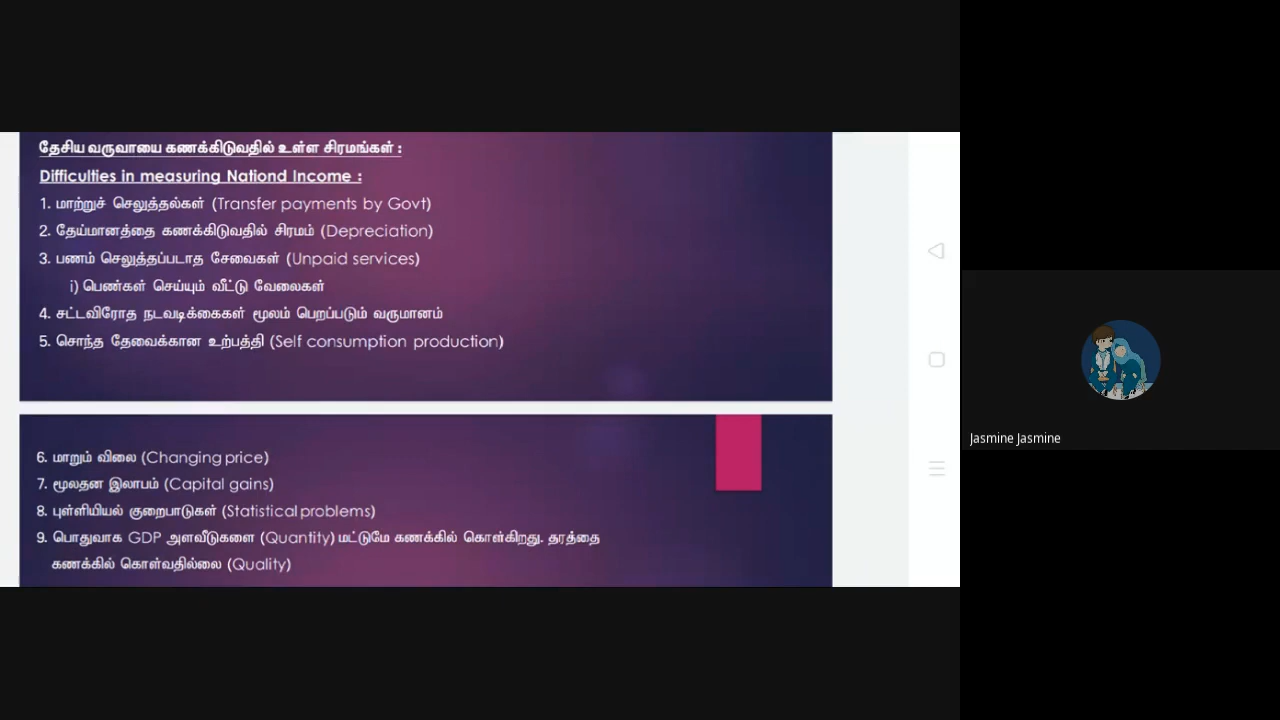 தேசிய வருவாயை கணக்கிடுவதில் உள்ள சிரமங்கள் :
Difficulties in measuring Nationd Income :
1. மாற்றுச் செலுத்தல்கள் (Transfer payments by Govt)
2. தேய்மானத்தை கணக்கிடுவதில் சிரமம் (Depreciation)
3. பணம் செலுத்தப்படாத சேவைகள் (Unpaid services)
i) பெண்கள் செய்யும் வீட்டு வேலைகள்
4. சட்டவிரோத நடவடிக்கைகள் மூலம் பெறப்படும் வருமானம்
5. சொந்த தேவைக்கான உற்பத்தி (Self consumption production)
6. மாறும் விலை (Changing price)
7. மூலதன இலாபம் (Capital gains)
8. புள்ளியியல் குறைபாடுகள் (Statistical problems)
9. பொதுவாக GDP அளவீடுகளை (Quantity) மட்டுமே கணக்கில் கொள்கிறது. தரத்தை
கணக்கில் கொள்வதில்லை (Quality)
Jasmine Jasmine